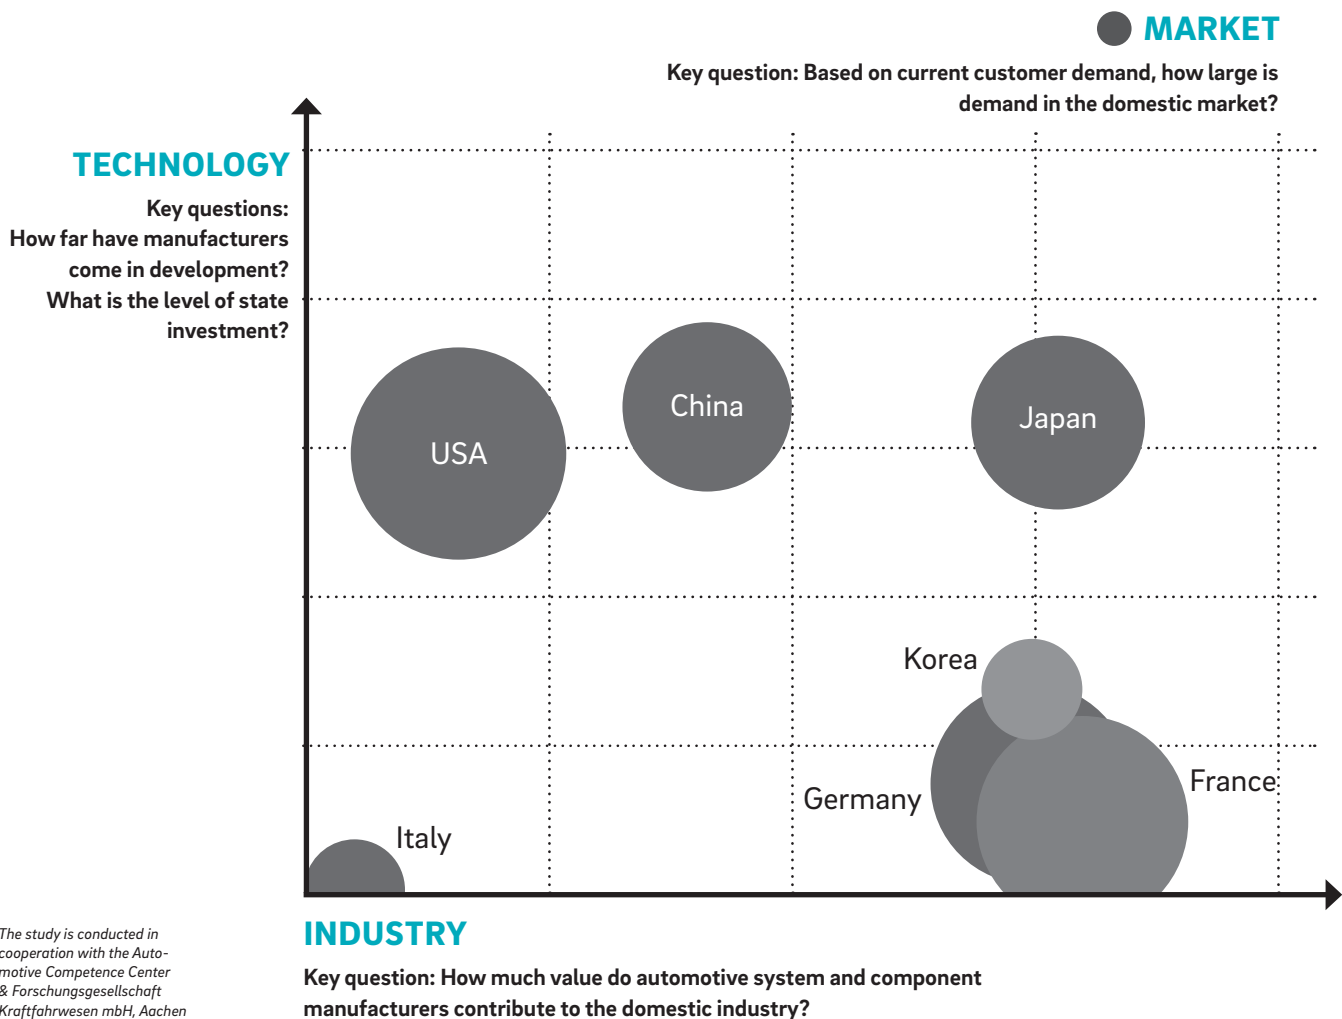 MARKET
Key question: Based on current customer demand, how large is
demand in the domestic market?
TECHNOLOGY
Key questions:
How far have manufacturers
come in development?
What is the level of state
investment?
USA
China
Japan
Korea
Germany
France
Italy
INDUSTRY
Key question: How much value do automotive system and component
manufacturers contribute to the domestic industry?
The study is conducted in
cooperation with the Auto-
motive Competence Center
& Forschungsgesellschaft
Kraftfahrwesen mbH, Aachen